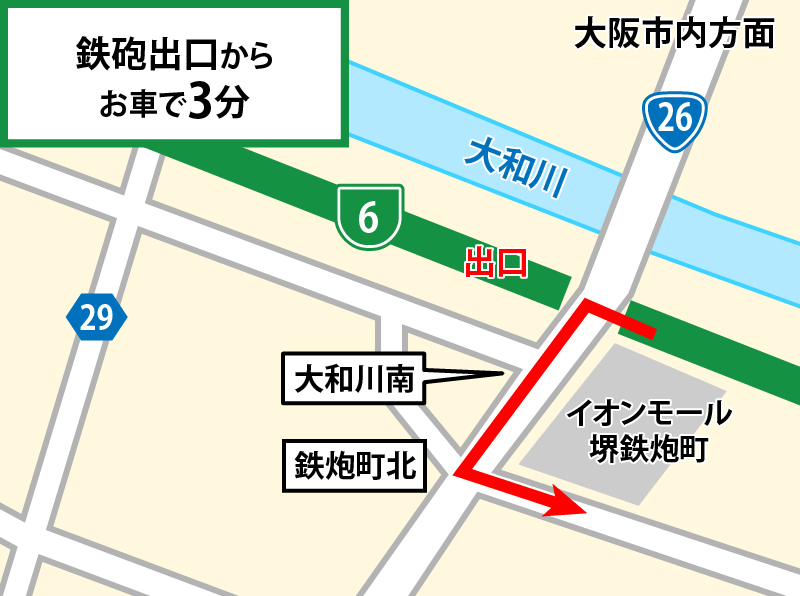 鉄砲出口から
お車で3分
大阪市内方面
26
大和川
6
出口
29
大和川南
イオンモール
堺鉄炮町
鉄炮町北